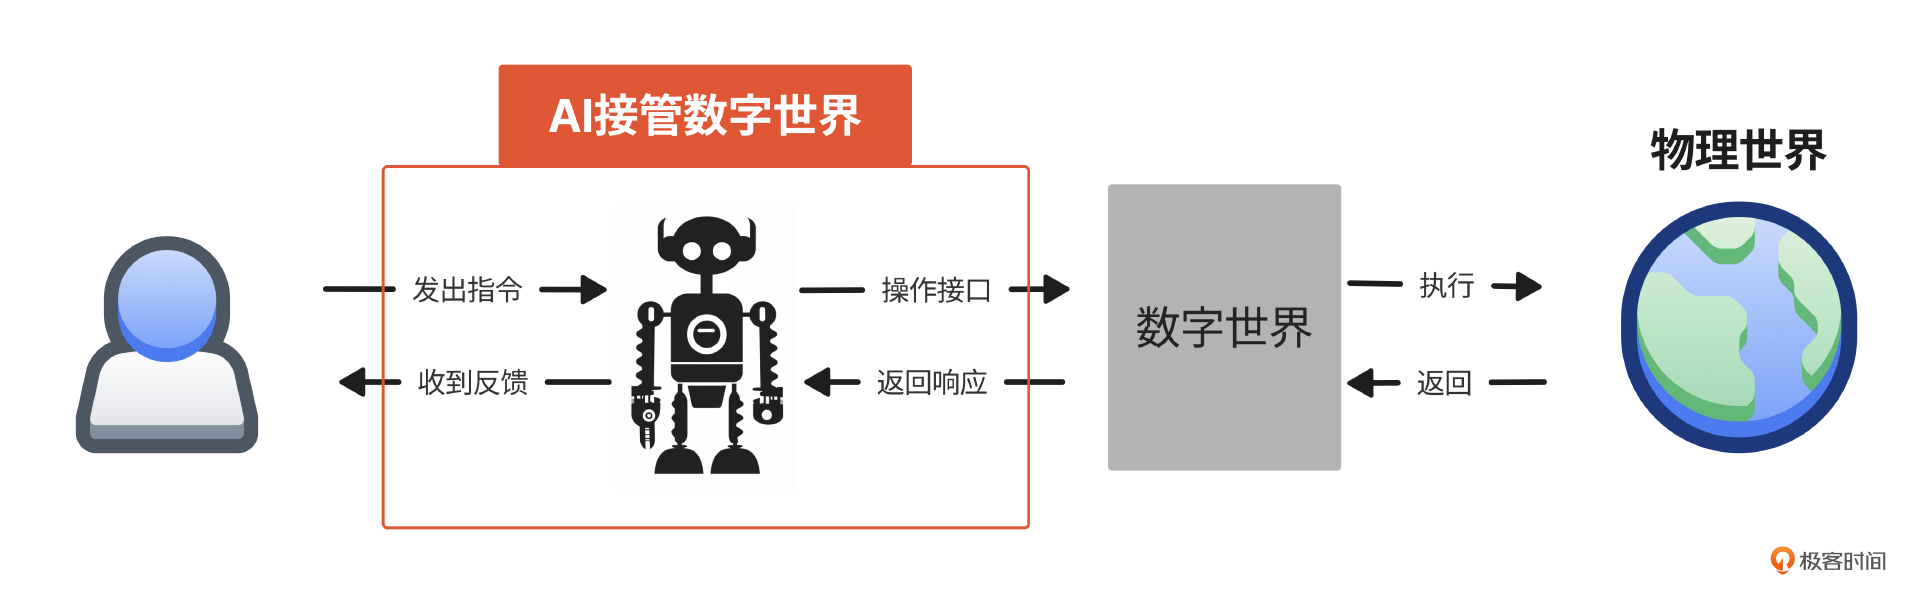 AI接管数字世界
物理世界
发出指令
操作接口
执行
数字世界
收到反馈
返回响应
返回
极客时间